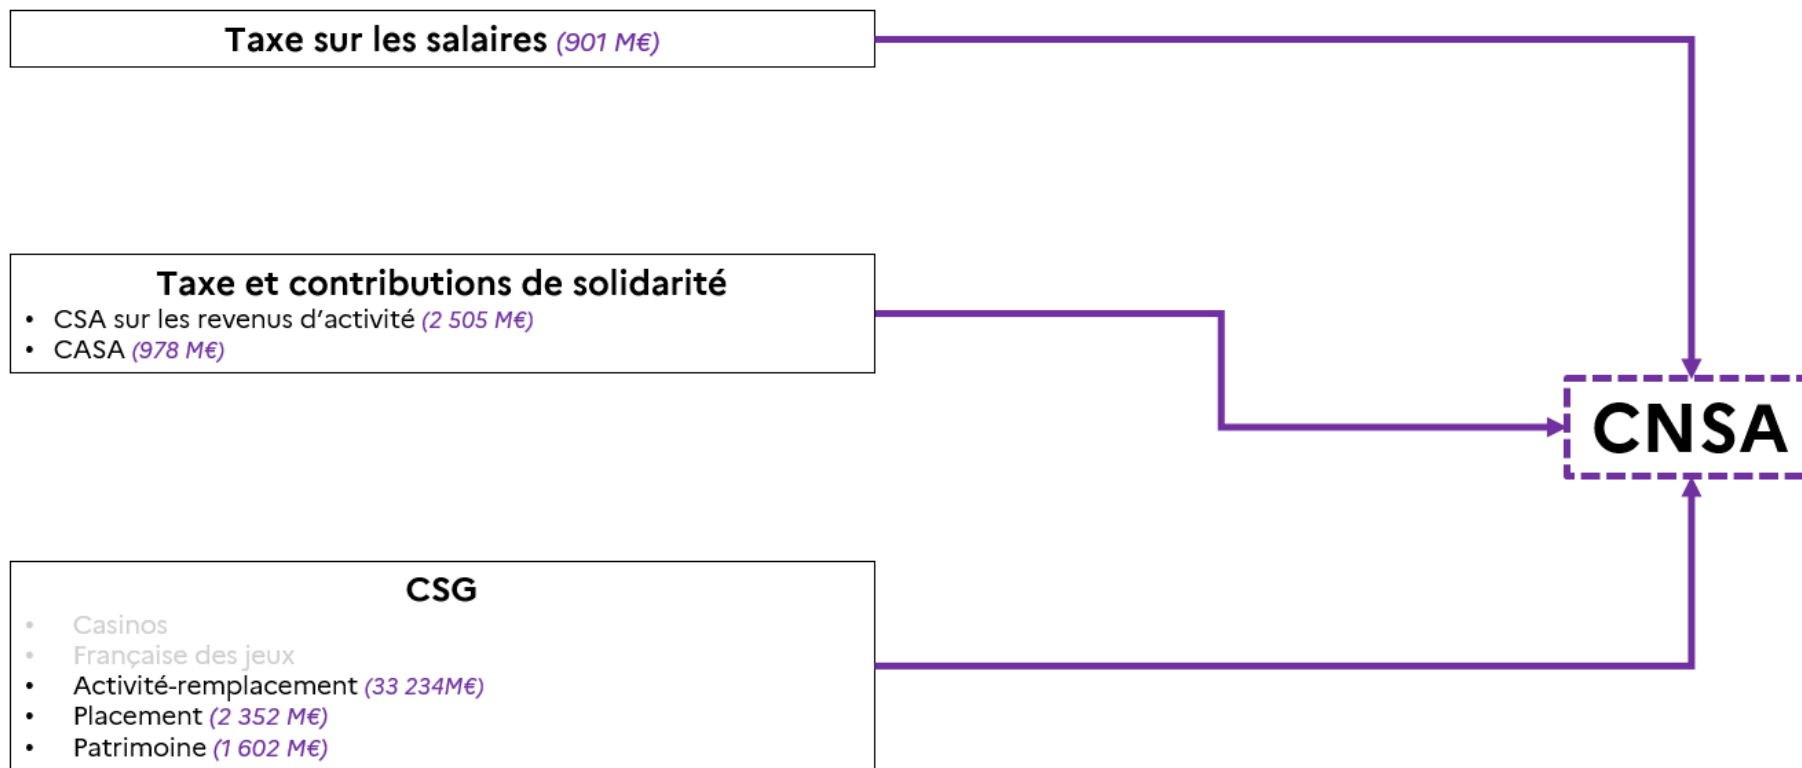 Taxe sur les salaires (901 M€)
Taxe et contributions de solidarité
• CSA sur les revenus d’activité (2 505 M€)
• CASA (978 M€)
CNSA
CSG
• Casinos
• Française des jeux
• Activité-remplacement (33 234M€)
• Placement (2 352 M€)
• Patrimoine (1 602 M€)